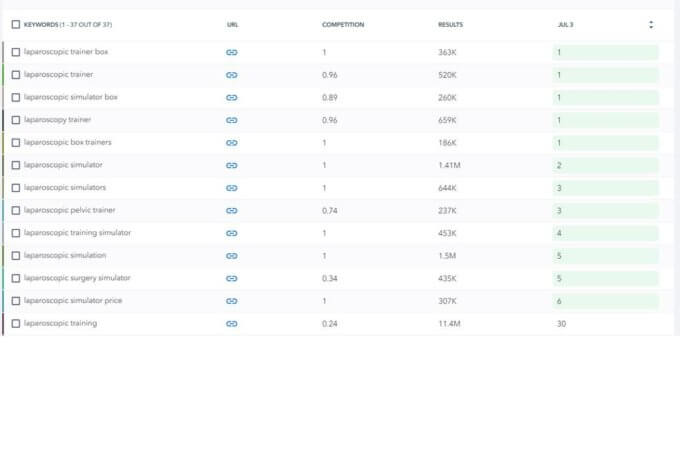 KEYWORDS (1 - 37 OUT OF 37) URL COMPETITION RESULTS JUL 3
laparoscopic trainer box 1 363K 1
laparoscopic trainer 0.96 520K 1
laparoscopic simulator box 0.89 260K 1
laparoscopy trainer 0.96 659K 1
laparoscopic box trainers 1 186K 1
laparoscopic simulator 1 1.41M 2
laparoscopic simulators 1 644K 3
laparoscopic pelvic trainer 0.74 237K 3
laparoscopic training simulator 1 453K 4
laparoscopic simulation 1 1.5M 5
laparoscopic surgery simulator 0.34 435K 5
laparoscopic simulator price 1 307K 6
laparoscopic training 0.24 11.4M 30